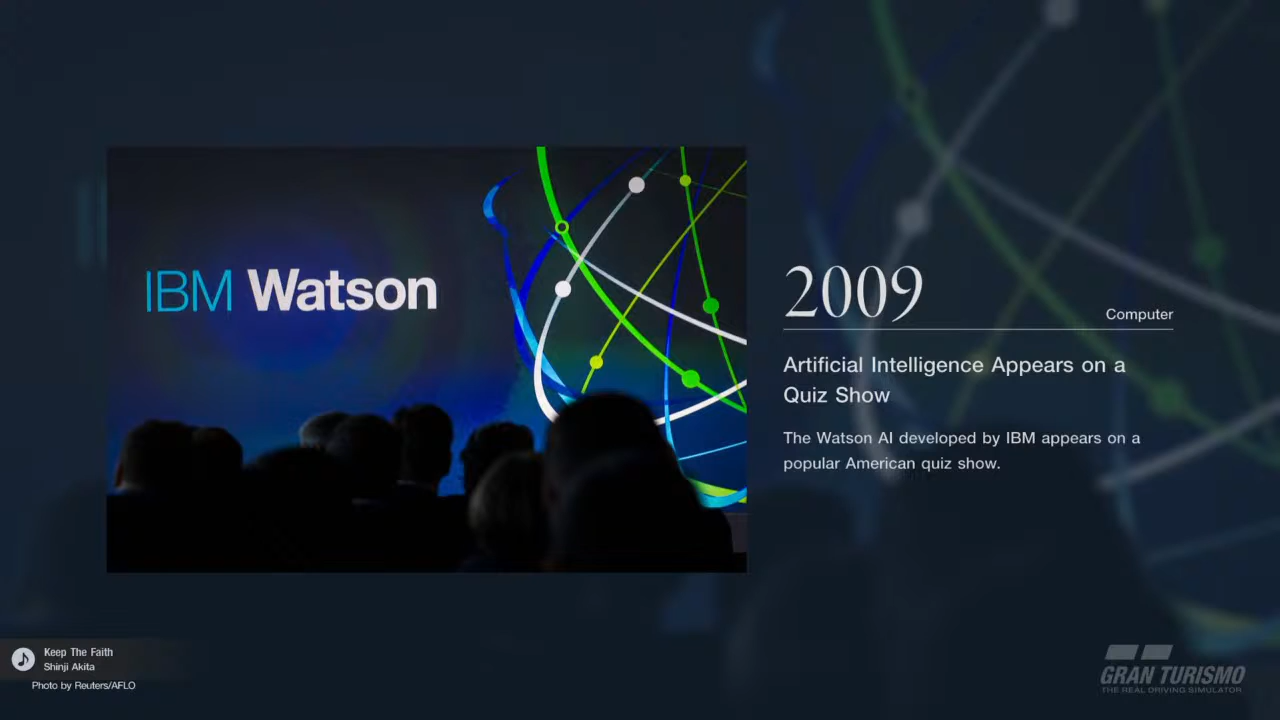 IBM Watson
2009
Computer
Artificial Intelligence Appears on a
Quiz Show
The Watson AI developed by IBM appears on a
popular American quiz show.
Keep The Faith
Shinji Akita
Photo by Reuters/AFLO
GRAN TURISMO
THE REAL DRIVING SIMULATOR